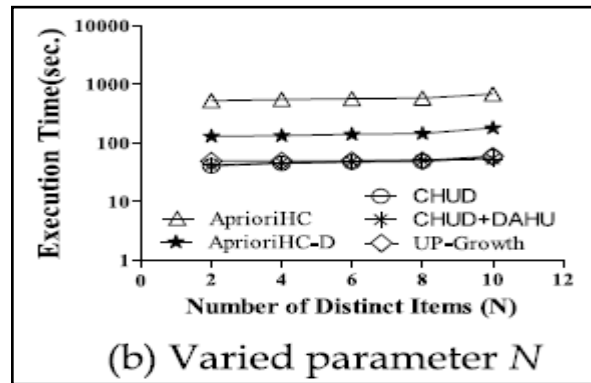 10000
1000
100
10
1
Execution Time(sec.)
AprioriHC
AprioriHC-D
CHUD
CHUD+DAHU
UP-Growth
0 2 4 6 8 10 12
Number of Distinct Items (N)
(b) Varied parameter N